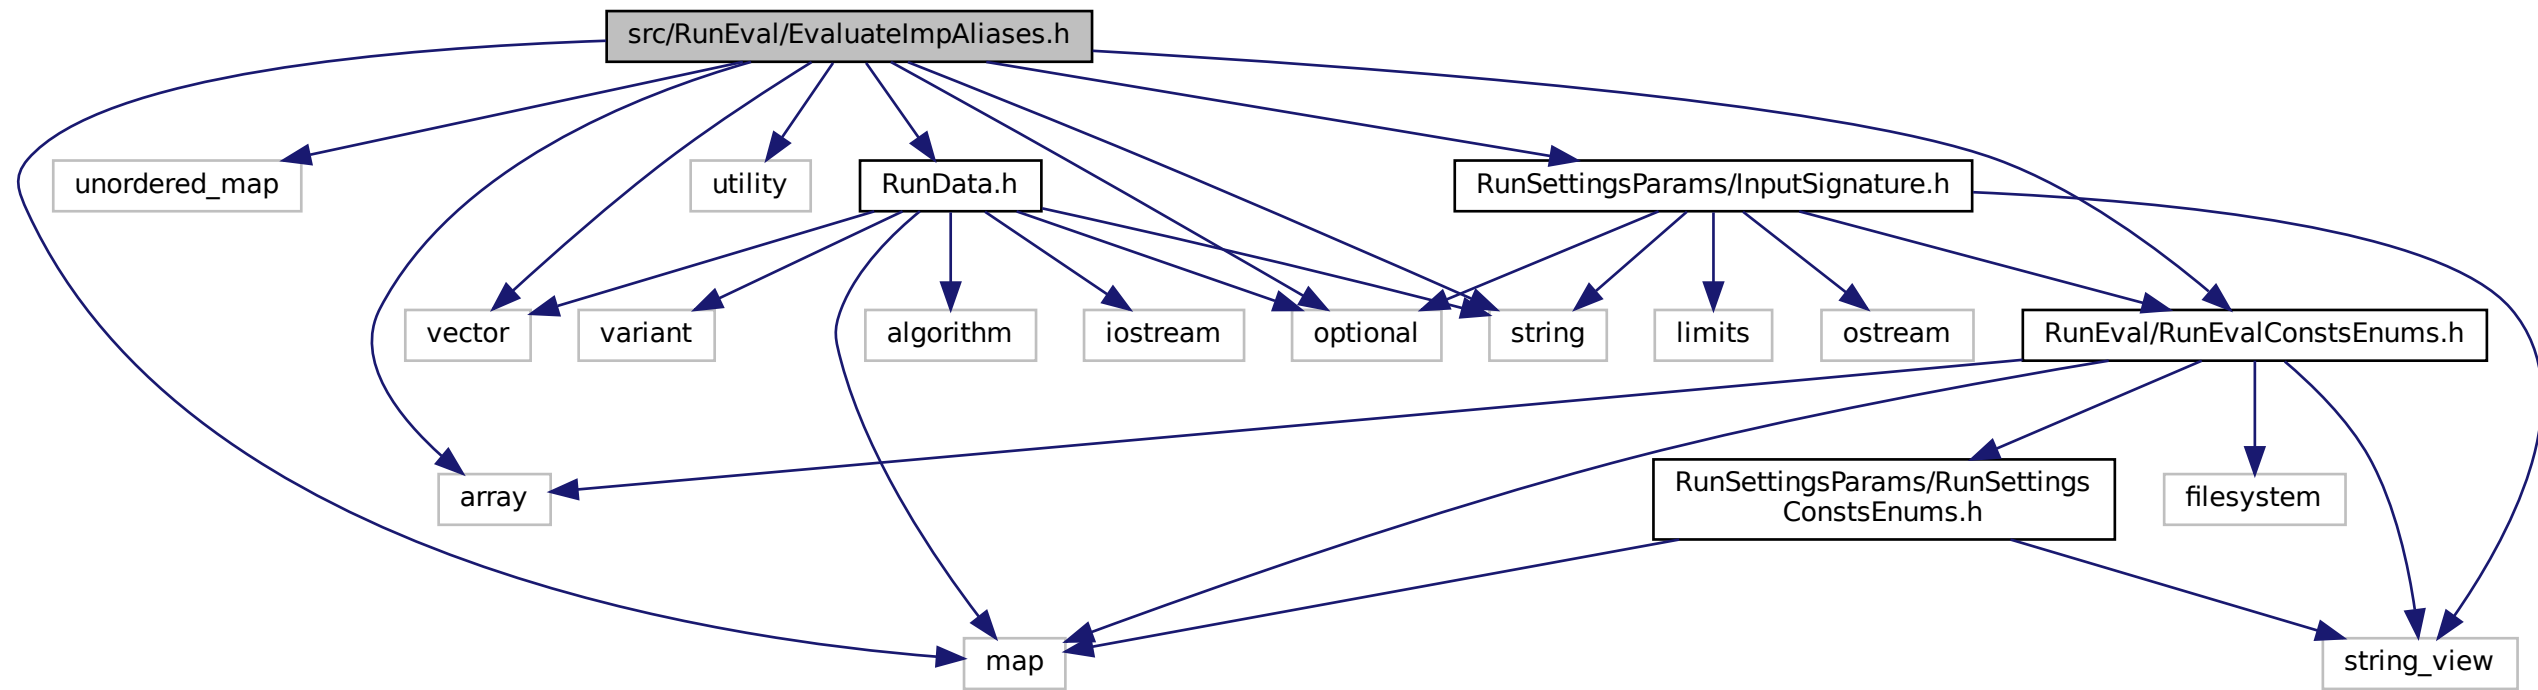 src/RunEval/EvaluateImpAliases.h
unordered_map
utility
RunData.h
RunSettingsParams/InputSignature.h
vector
variant
algorithm
iostream
optional
string
limits
ostream
RunEval/RunEvalConstsEnums.h
array
RunSettingsParams/RunSettings
ConstsEnums.h
filesystem
map
string_view